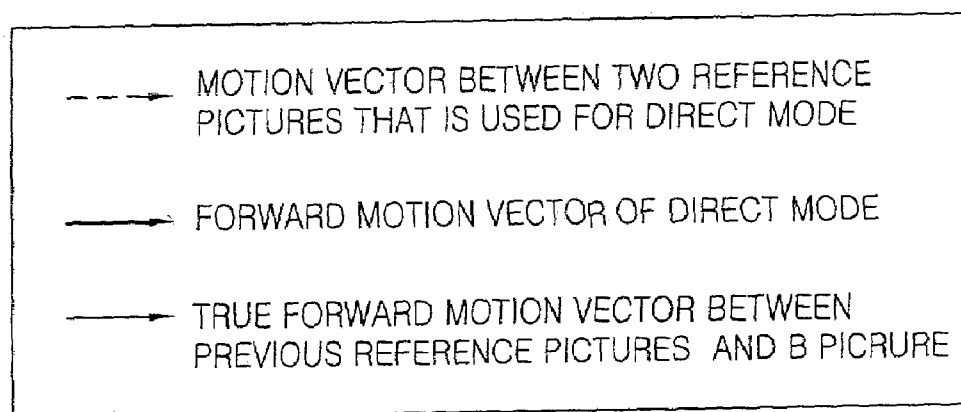 MOTION VECTOR BETWEEN TWO REFERENCE
PICTURES THAT IS USED FOR DIRECT MODE
FORWARD MOTION VECTOR OF DIRECT MODE
TRUE FORWARD MOTION VECTOR BETWEEN
PREVIOUS REFERENCE PICTURES AND B PICRURE